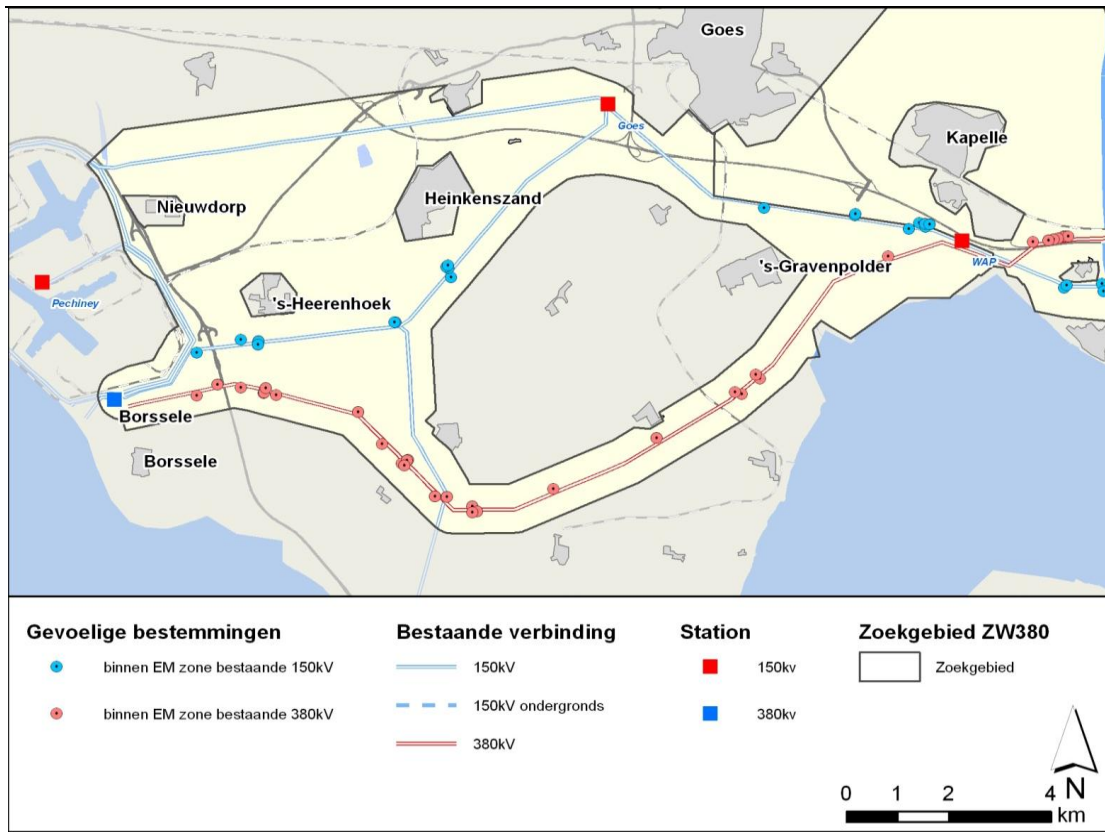 Goes
Kapelle
Goes
Heinkenszand
Nieuwdorp
WAP
's-Gravenpolder
Pechiney
's-Heerenhoek
Borssele
Borssele
Gevoelige bestemmingen
binnen EM zone bestaande 150kV
binnen EM zone bestaande 380kV
Bestaande verbinding
150kV
150kV ondergronds
380kV
Station
150kv
380kv
Zoekgebied ZW380
Zoekgebied
N
0 1 2 4
km